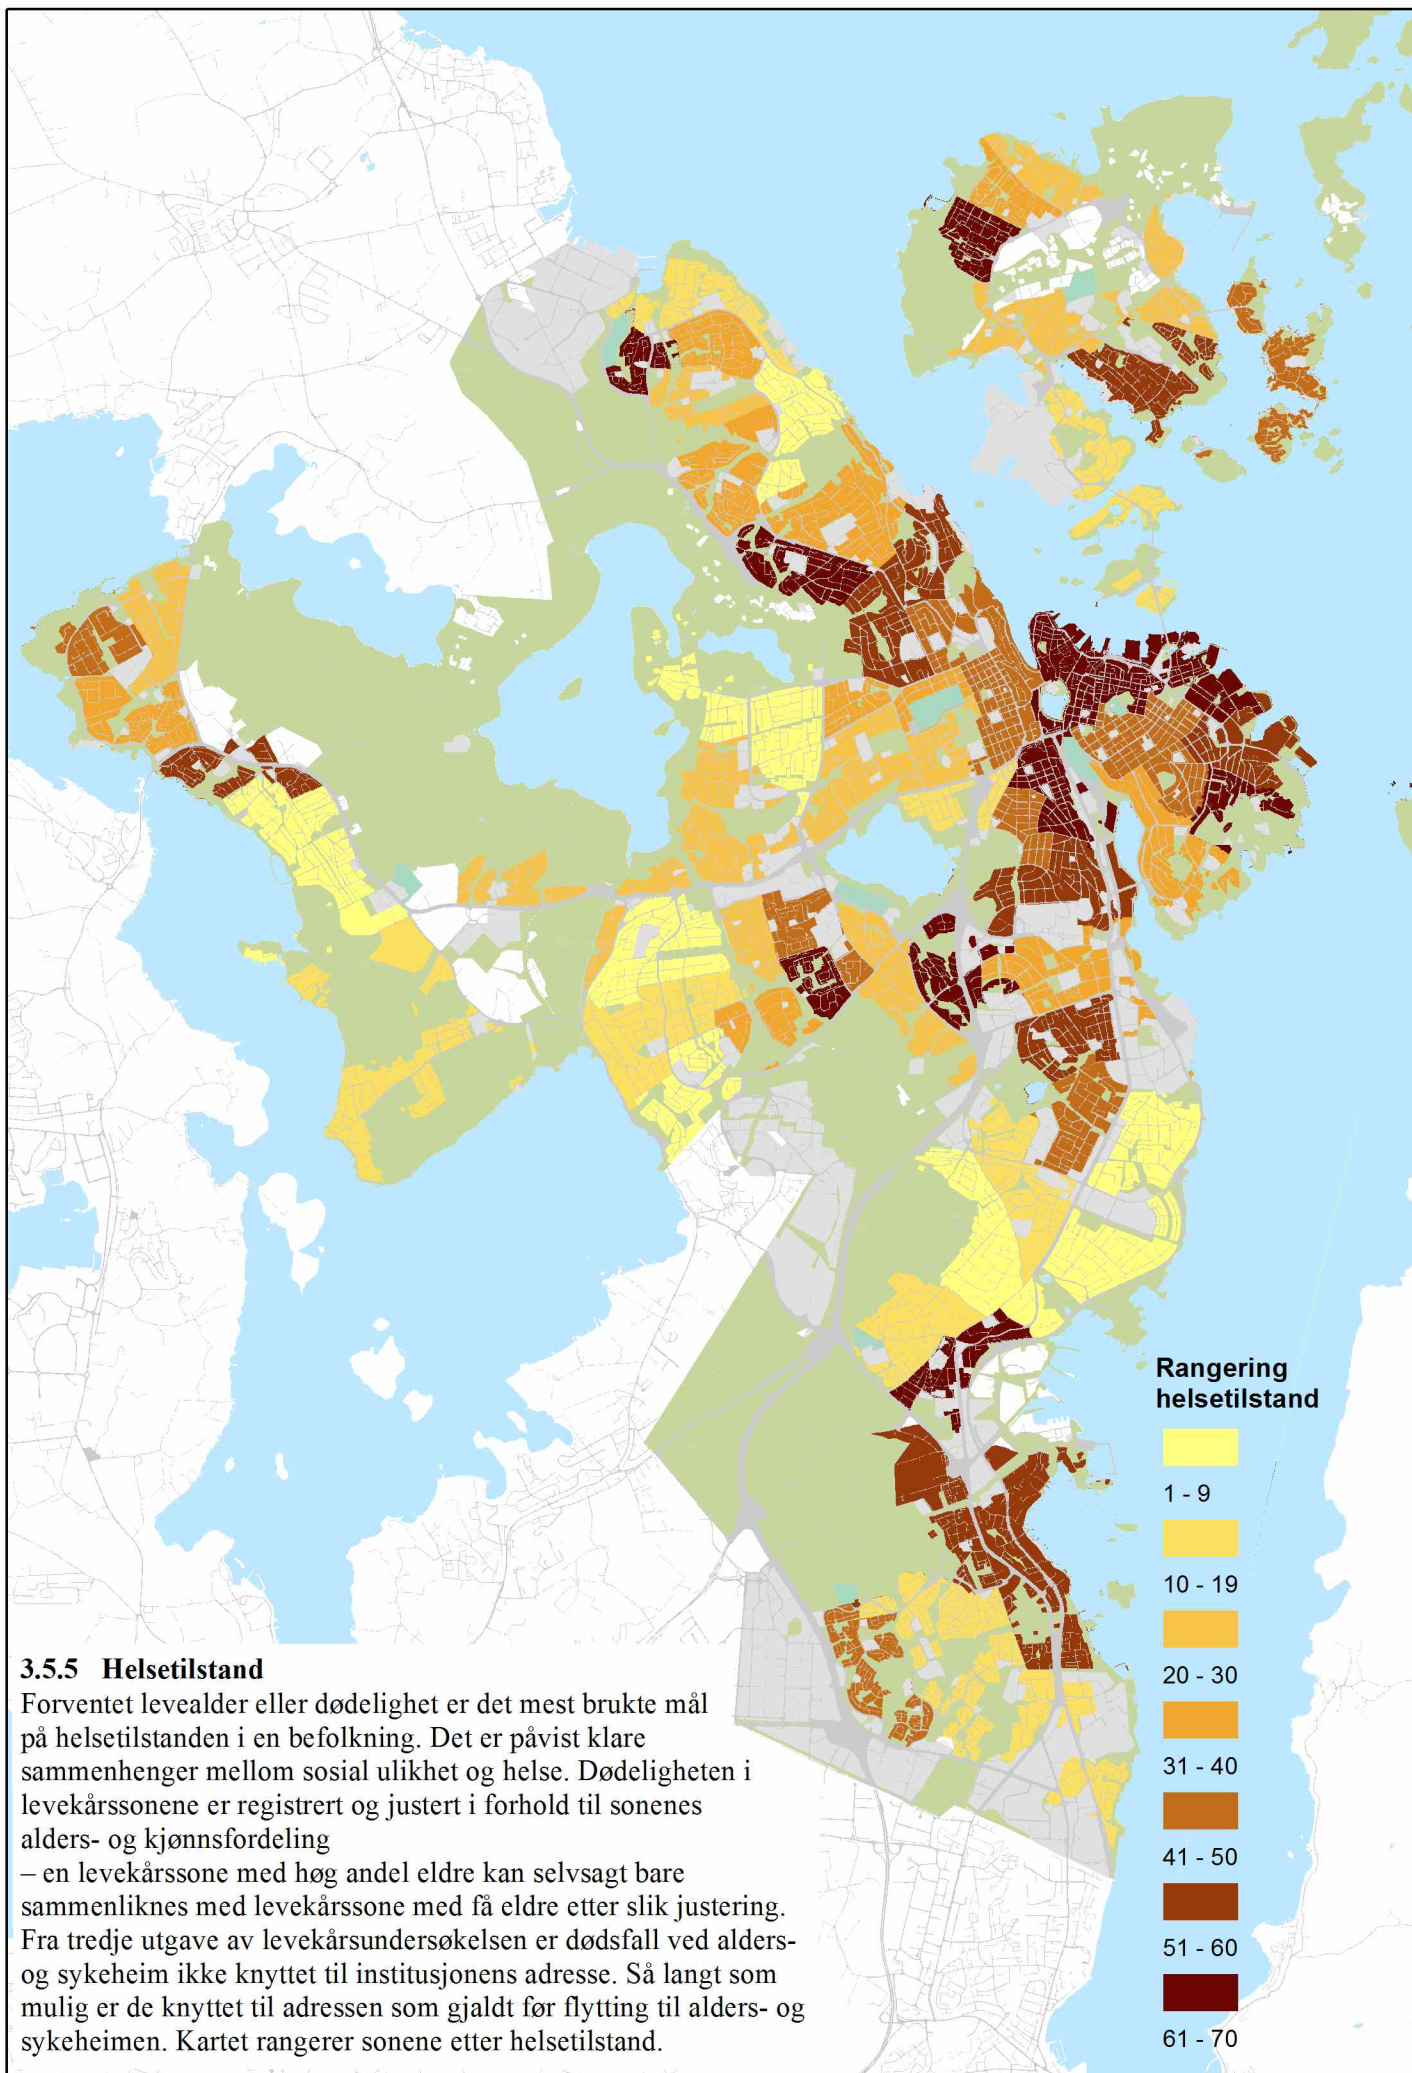 Rangering
helsetilstand
1 - 9
10 - 19
20 - 30
31 - 40
41 - 50
51 - 60
61 - 70
3.5.5 Helsetilstand
Forventet levealder eller dødelighet er det mest brukte mål
på helsetilstanden i en befolkning. Det er påvist klare
sammenhenger mellom sosial ulikhet og helse. Dødeligheten i
levekårssonene er registrert og justert i forhold til sonenes
alders- og kjønnsfordeling
– en levekårssone med høg andel eldre kan selvsagt bare
sammenliknes med levekårssone med få eldre etter slik justering.
Fra tredje utgave av levekårsundersøkelsen er dødsfall ved alders-
og sykeheim ikke knyttet til institusjonens adresse. Så langt som
mulig er de knyttet til adressen som gjaldt før flytting til alders- og
sykeheimen. Kartet rangerer sonene etter helsetilstand.